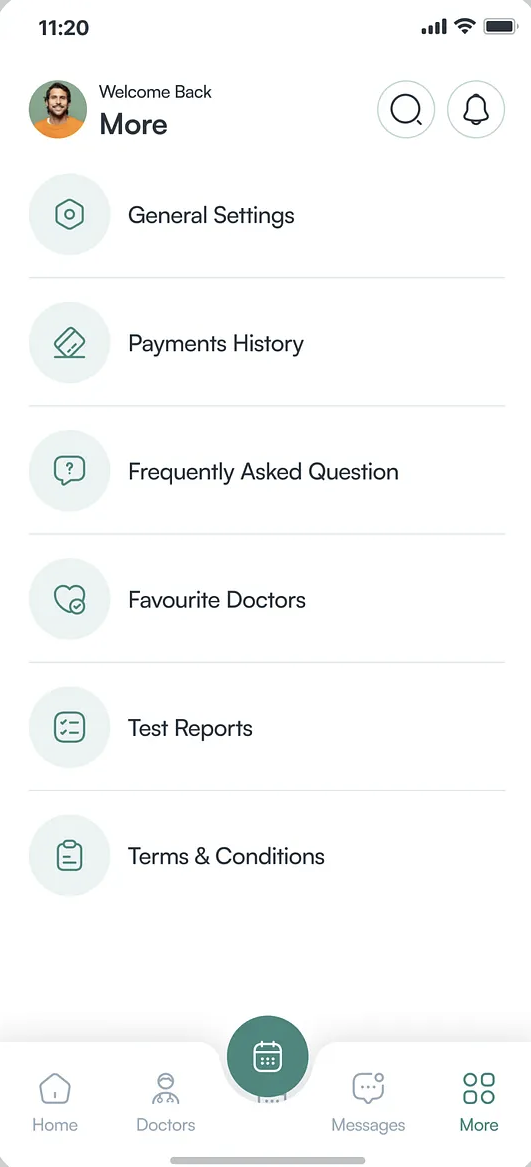 11:20
Welcome Back
More
General Settings
Payments History
Frequently Asked Question
Favourite Doctors
Test Reports
Terms & Conditions
Home
Doctors
Messages
More